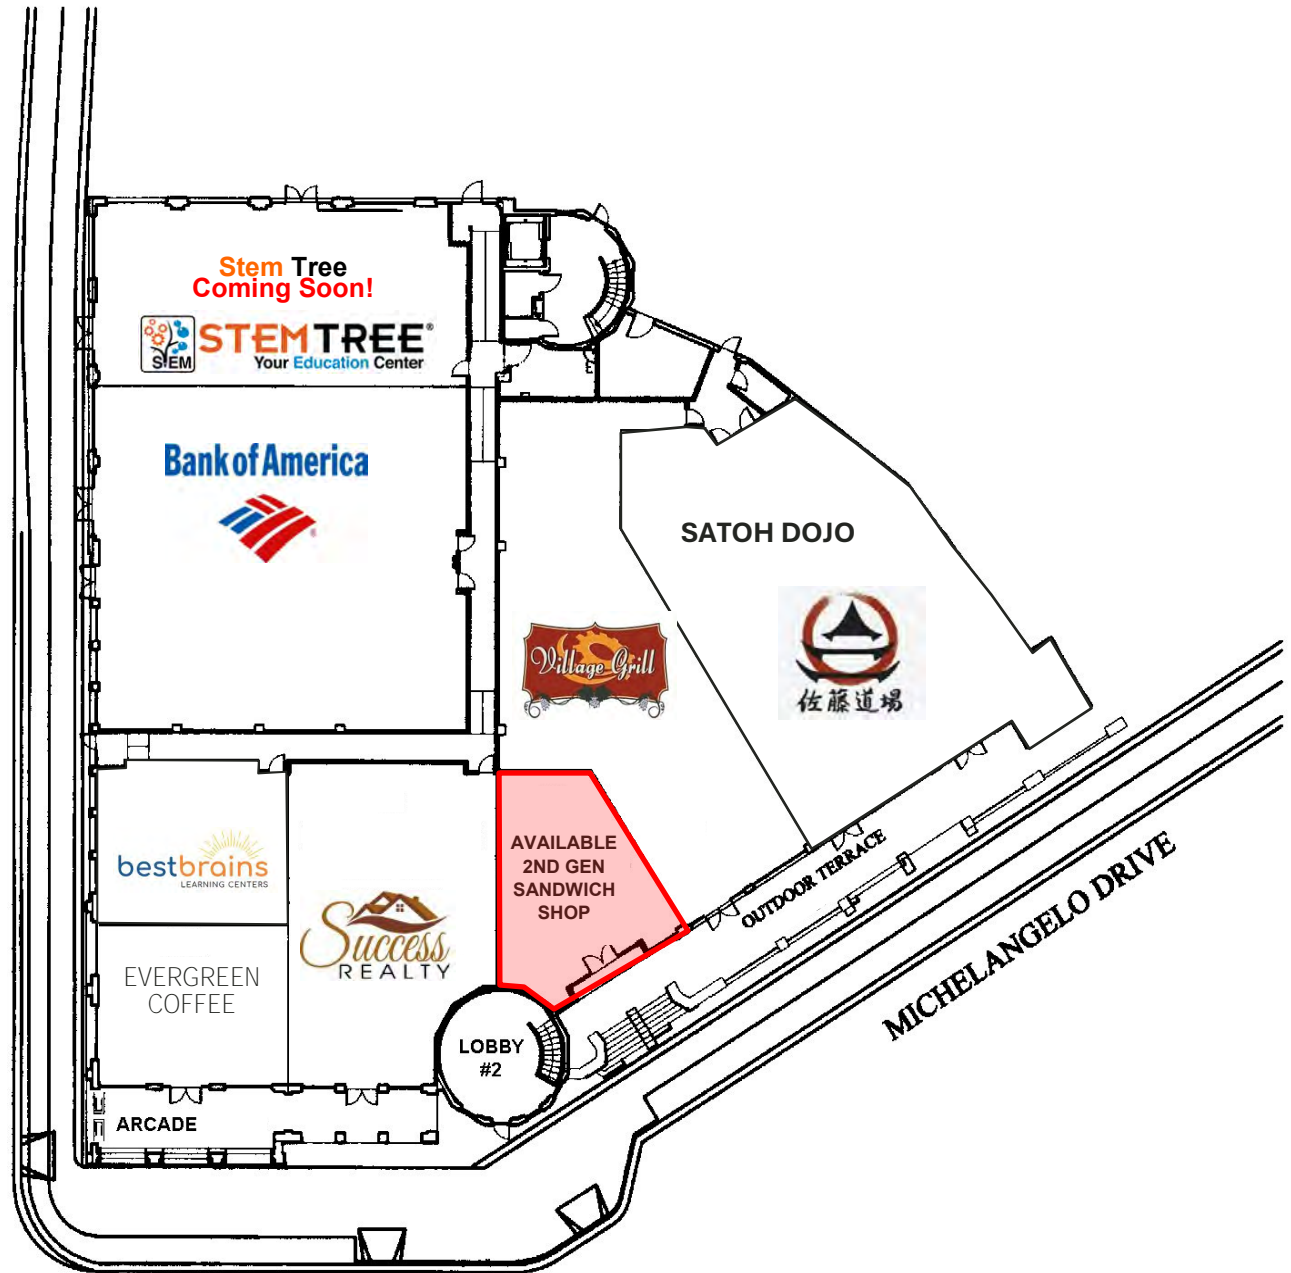 Stem Tree
Coming Soon!
STEM
STEMTREE®
Your Education Center
Bank of America
SATOH DOJO
Village Grill
佐藤道場
AVAILABLE
2ND GEN
SANDWICH
SHOP
bestbrains
LEARNING CENTERS
Success
REALTY
EVERGREEN
COFFEE
OUTDOOR TERRACE
MICHELANGELO DRIVE
LOBBY
#2
ARCADE